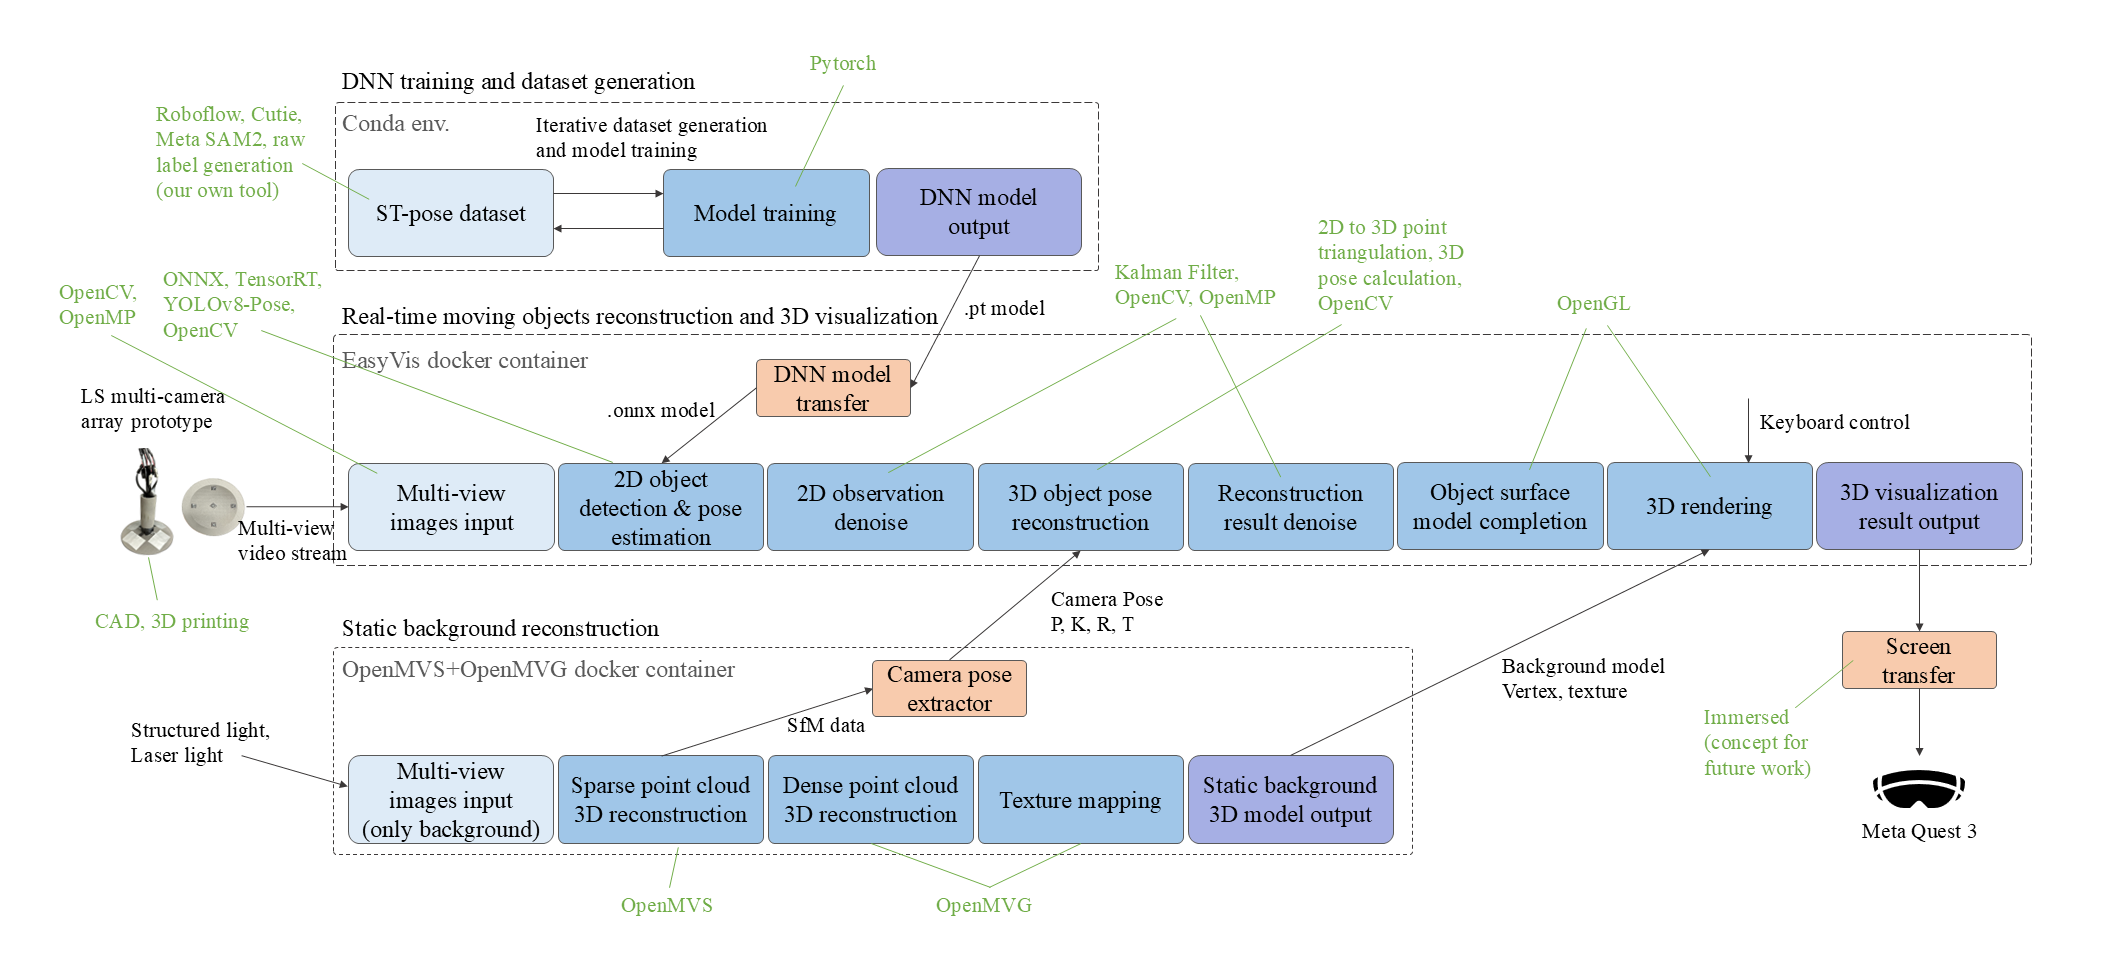 Pytorch
DNN training and dataset generation
Roboflow, Cutie,
Meta SAM2, raw
label generation
(our own tool)
Conda env.
Iterative dataset generation
and model training
ST-pose dataset
Model training
DNN model
output
OpenCV,
OpenMP
ONNX, TensorRT,
YOLOv8-Pose,
OpenCV
Kalman Filter,
OpenCV, OpenMP
2D to 3D point
triangulation, 3D
pose calculation,
OpenCV
OpenGL
.pt model
Real-time moving objects reconstruction and 3D visualization
EasyVis docker container
DNN model
transfer
.onnx model
LS multi-camera
array prototype
Keyboard control
Multi-view
video stream
Multi-view
images input
2D object
detection & pose
estimation
2D observation
denoise
3D object pose
reconstruction
Reconstruction
result denoise
Object surface
model completion
3D rendering
3D visualization
result output
CAD, 3D printing
Camera Pose
P, K, R, T
Static background reconstruction
OpenMVS+OpenMVG docker container
Camera pose
extractor
SfM data
Background model
Vertex, texture
Screen
transfer
Immersed
(concept for
future work)
Structured light,
Laser light
Multi-view
images input
(only background)
Sparse point cloud
3D reconstruction
Dense point cloud
3D reconstruction
Texture mapping
Static background
3D model output
Meta Quest 3
OpenMVS
OpenMVG